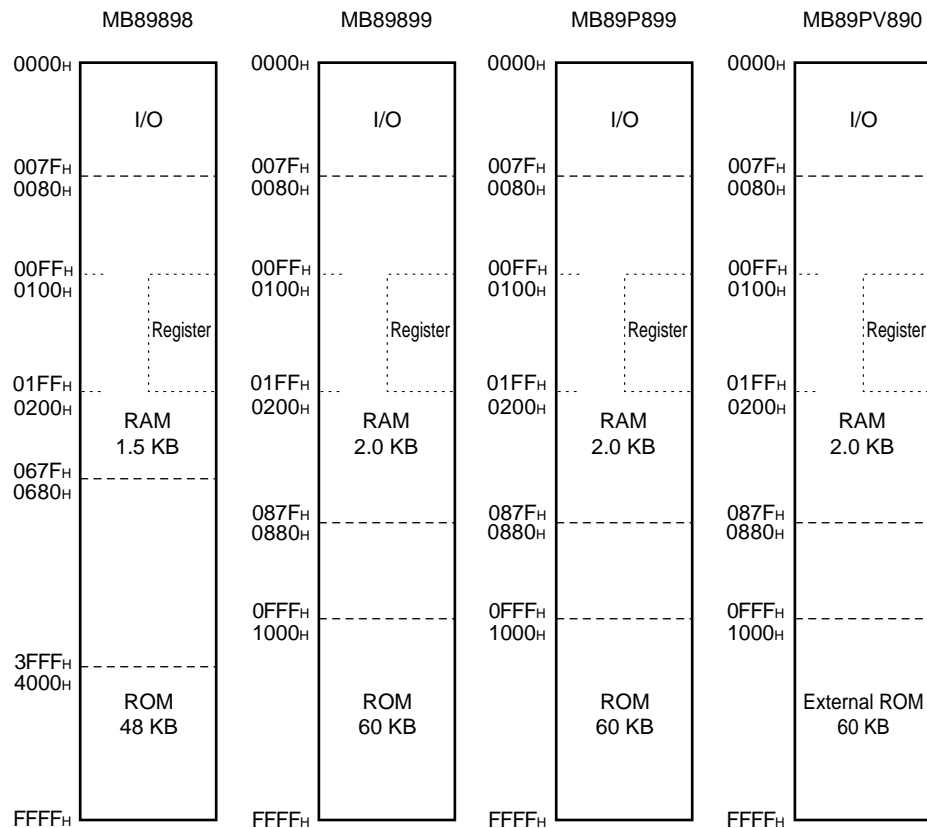 MB89898
0000H
I/O
007FH
0080H
00FFH
0100H
Register
01FFH
0200H
RAM
1.5 KB
067FH
0680H
3FFFH
4000H
ROM
48 KB
FFFFH
MB89899
0000H
I/O
007FH
0080H
00FFH
0100H
Register
01FFH
0200H
RAM
2.0 KB
087FH
0880H
0FFFH
1000H
ROM
60 KB
FFFFH
MB89P899
0000H
I/O
007FH
0080H
00FFH
0100H
Register
01FFH
0200H
RAM
2.0 KB
087FH
0880H
0FFFH
1000H
ROM
60 KB
FFFFH
MB89PV890
0000H
I/O
007FH
0080H
00FFH
0100H
Register
01FFH
0200H
RAM
2.0 KB
087FH
0880H
0FFFH
1000H
External ROM
60 KB
FFFFH